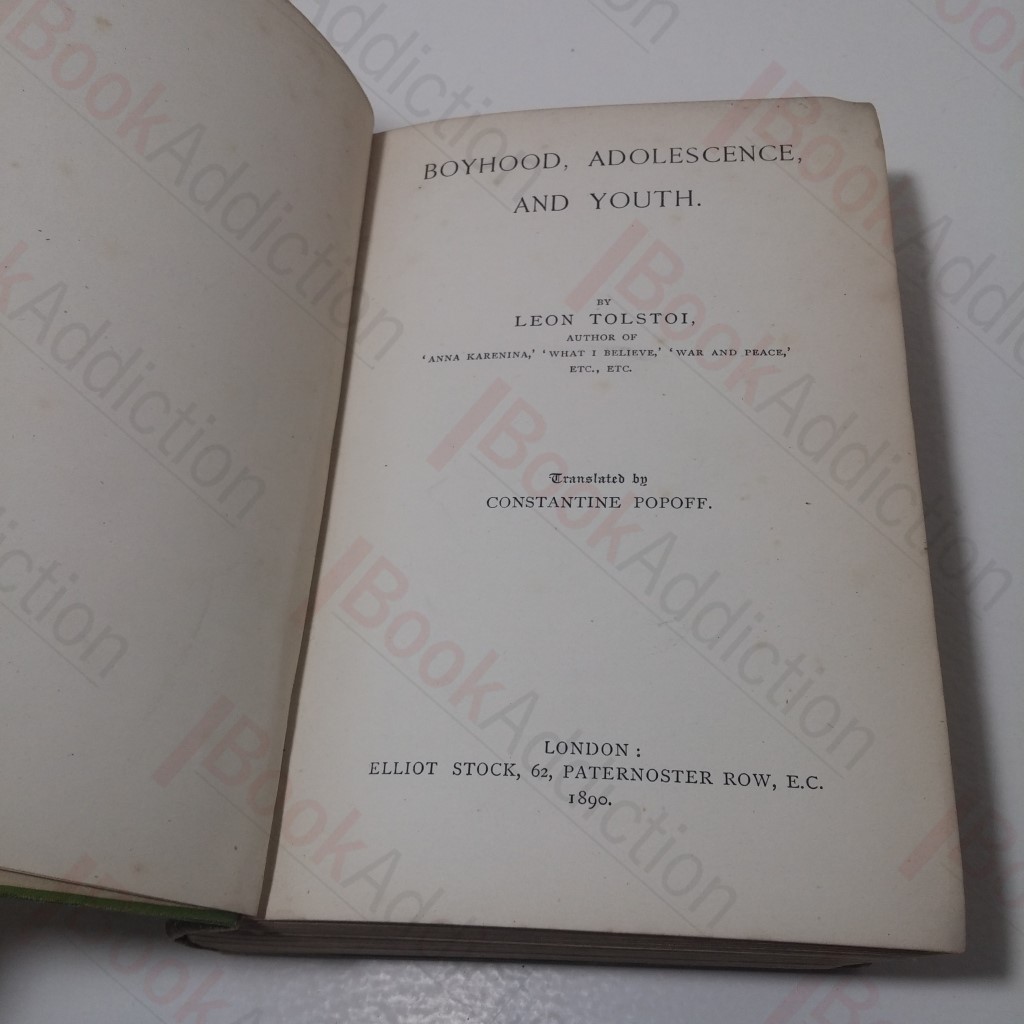 BOYHOOD, ADOLESCENCE,
AND YOUTH.
BY
LEON TOLSTOI,
AUTHOR OF
'ANNA KARENINA,' 'WHAT I BELIEVE,' 'WAR AND PEACE,'
ETC., ETC.
Translated by
CONSTANTINE POPOFF.
LONDON:
ELLIOT STOCK, 62, PATERNOSTER ROW, E.C.
1890.
BookAddiction